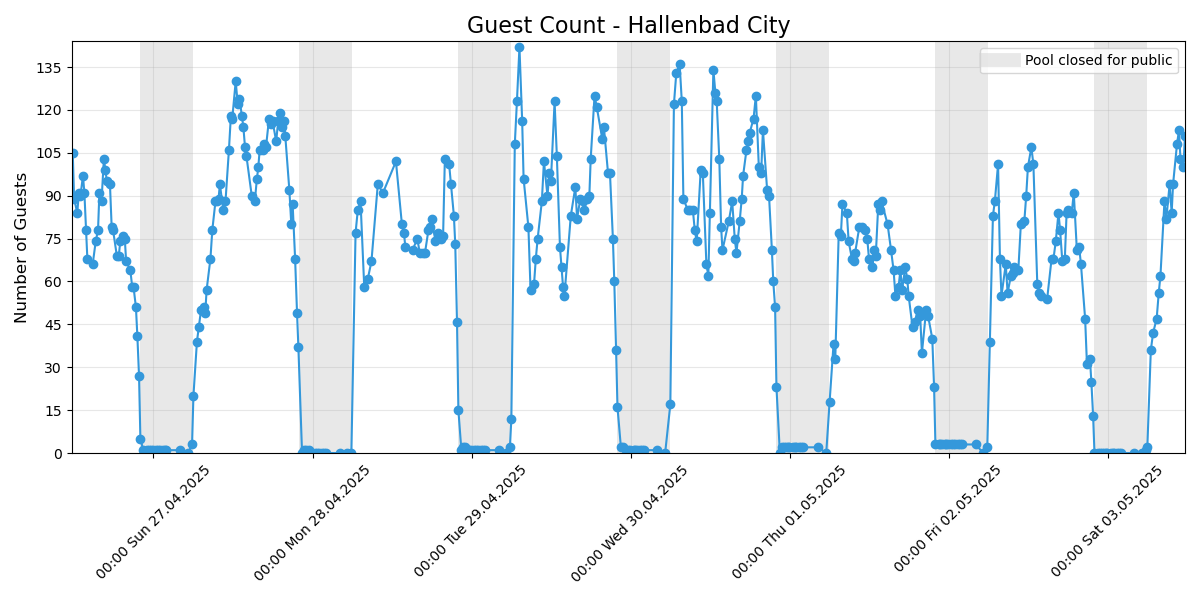 Guest Count - Hallenbad City
Pool closed for public
Number of Guests
135
120
105
90
75
60
45
30
15
0
00:00 Sun 27.04.2025
00:00 Mon 28.04.2025
00:00 Tue 29.04.2025
00:00 Wed 30.04.2025
00:00 Thu 01.05.2025
00:00 Fri 02.05.2025
00:00 Sat 03.05.2025